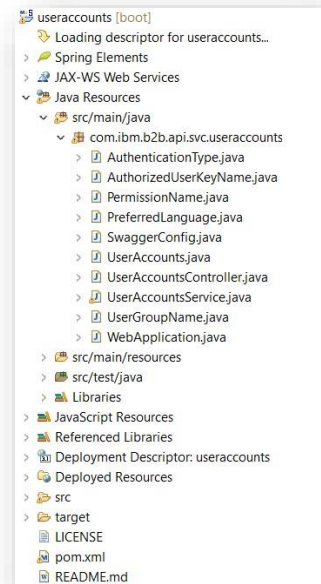 useraccounts [boot]
Loading descriptor for useraccounts...
Spring Elements
JAX-WS Web Services
Java Resources
src/main/java
com.ibm.b2b.api.svc.useraccounts
AuthenticationType.java
AuthorizedUserKeyName.java
PermissionName.java
PreferredLanguage.java
SwaggerConfig.java
UserAccounts.java
UserAccountsController.java
UserAccountsService.java
UserGroupName.java
WebApplication.java
src/main/resources
src/test/java
Libraries
JavaScript Resources
Referenced Libraries
Deployment Descriptor: useraccounts
Deployed Resources
src
target
LICENSE
pom.xml
README.md